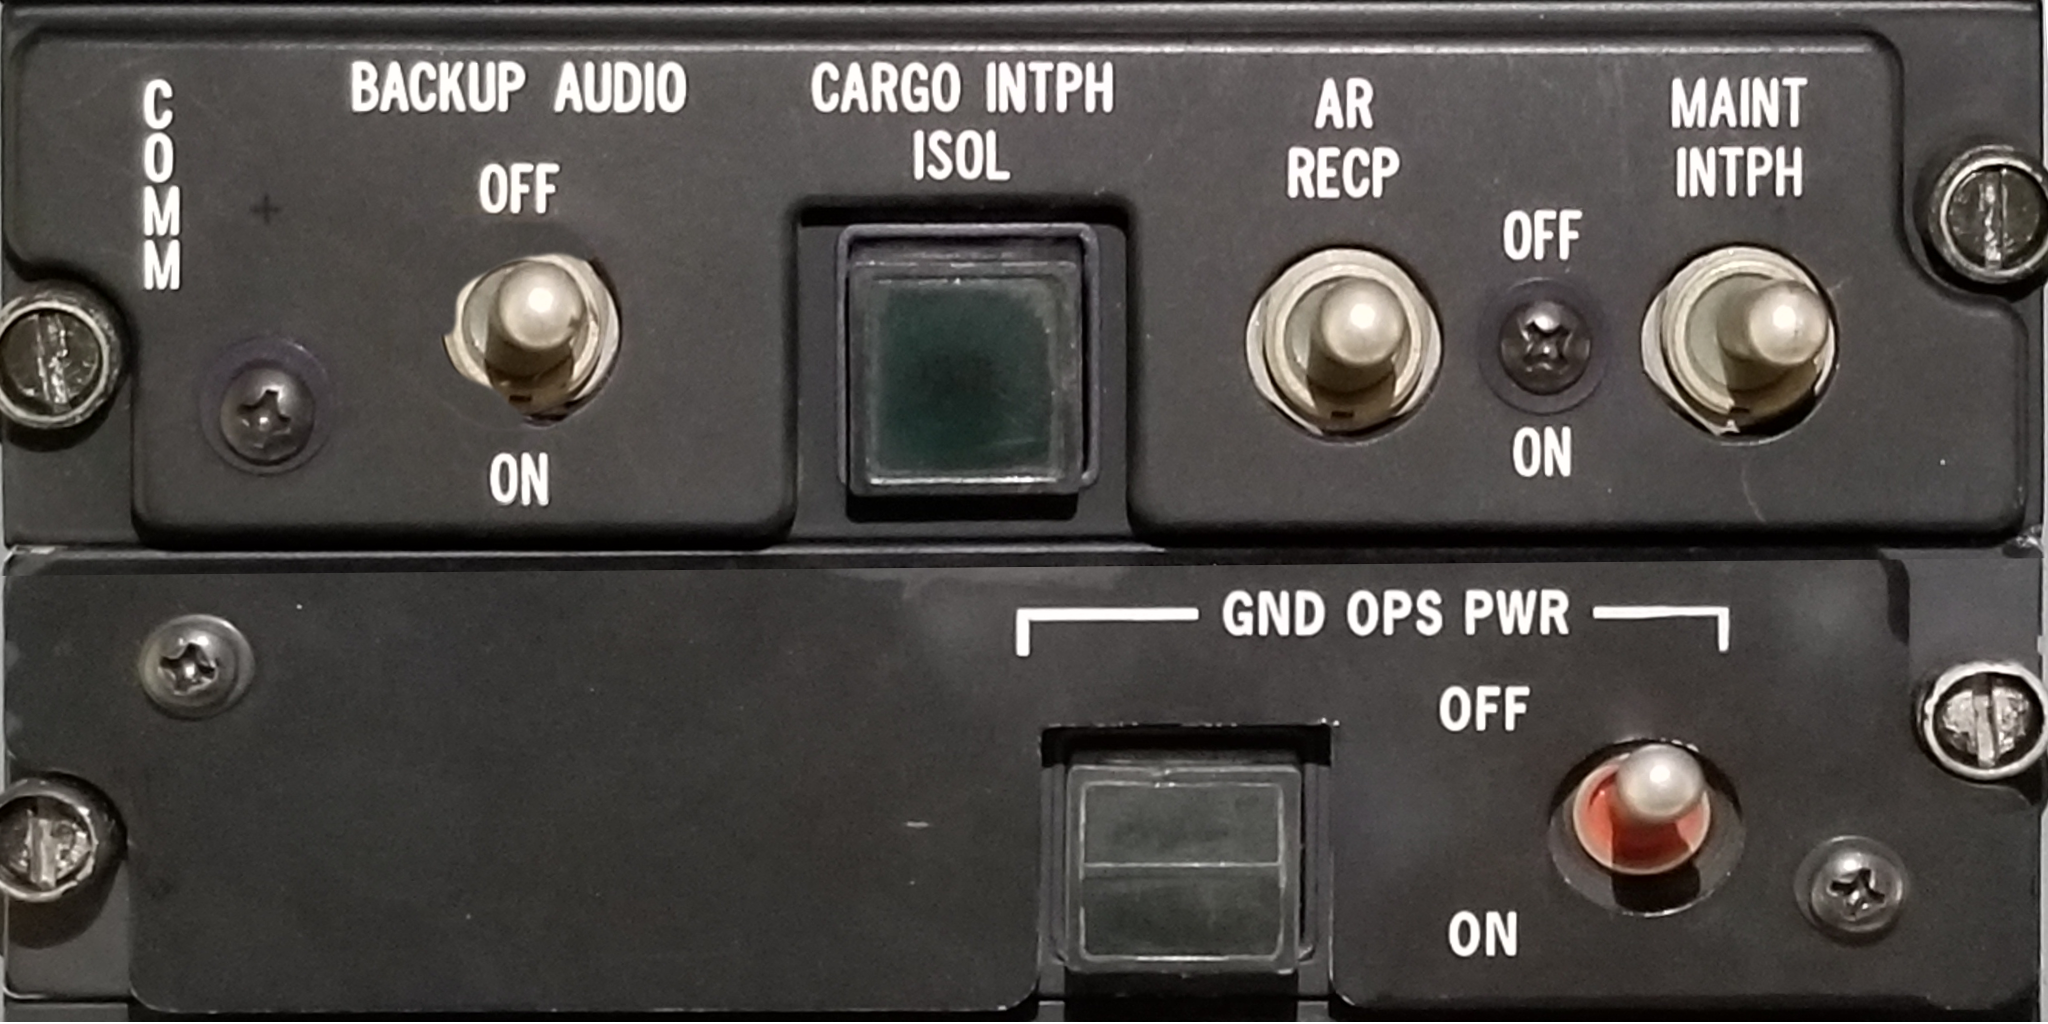 COMM
BACKUP AUDIO
OFF
ON
CARGO INTPH
ISOL
AR
RECP
OFF
ON
MAINT
INTPH
GND OPS PWR
OFF
ON